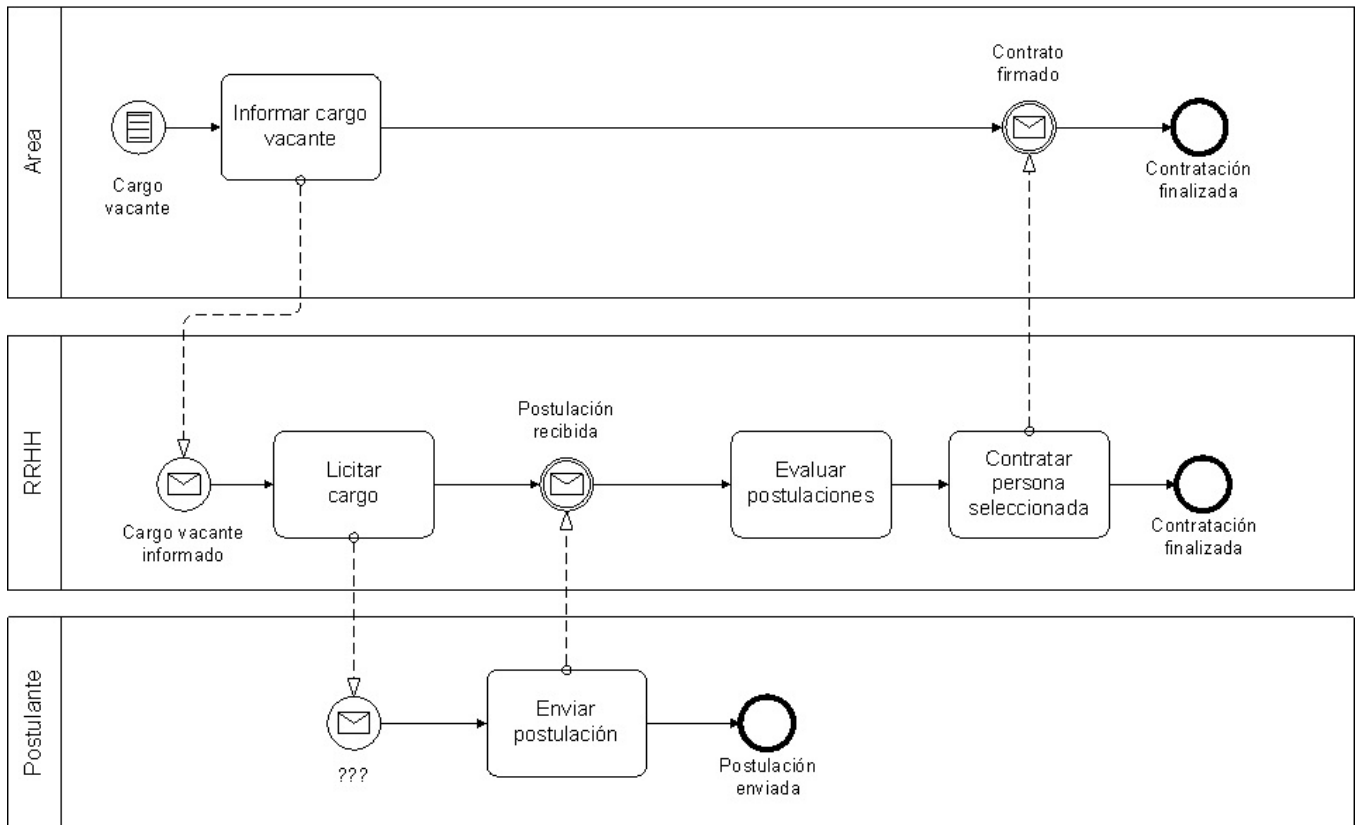 Area
Cargo
vacante
Informar cargo
vacante
Contrato
firmado
Contratación
finalizada
RRHH
Cargo vacante
informado
Licitar
cargo
Postulación
recibida
Evaluar
postulaciones
Contratar
persona
seleccionada
Contratación
finalizada
Postulante
???
Enviar
postulación
Postulación
enviada